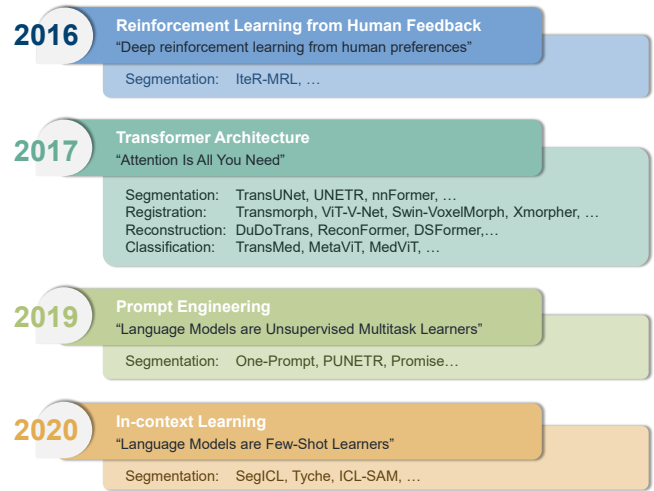 2016
Reinforcement Learning from Human Feedback
“Deep reinforcement learning from human preferences”
Segmentation: IteR-MRL, …
2017
Transformer Architecture
“Attention Is All You Need”
Segmentation: TransUNet, UNETR, nnFormer, …
Registration: Transmorph, ViT-V-Net, Swin-VoxelMorph, Xmorpher, …
Reconstruction: DuDoTrans, ReconFormer, DSFormer,…
Classification: TransMed, MetaViT, MedViT, …
2019
Prompt Engineering
“Language Models are Unsupervised Multitask Learners”
Segmentation: One-Prompt, PUNETR, Promise…
2020
In-context Learning
“Language Models are Few-Shot Learners”
Segmentation: SegICL, Tyche, ICL-SAM, …